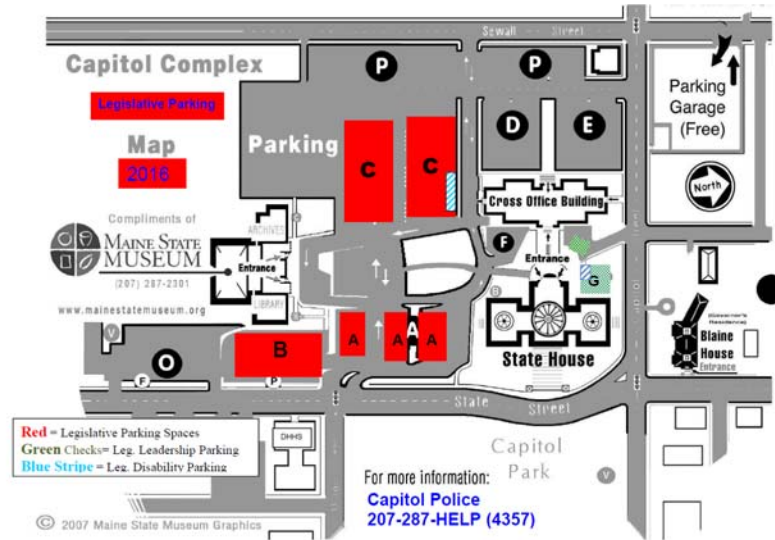 Sewall Street
Capitol Complex
P
P
Legislative Parking
Parking
Garage
(Free)
Map
Parking
D
E
2016
C
C
North
Compliments of
Cross Office Building
MAINE STATE
MUSEUM
ARCHIVES
F
Entrance
Entrance
(207) 287-2301
G
B
www.mainestatemuseum.org
LIBRARY
(Governor's
Residence)
V
A
A
A
A
Blaine
House
Entrance
B
State House
O
F
P
State Street
Red = Legislative Parking Spaces
Green Checks= Leg. Leadership Parking
Blue Stripe = Leg. Disability Parking
DHHS
Capitol
Park
V
For more information:
Capitol Police
207-287-HELP (4357)
© 2007 Maine State Museum Graphics